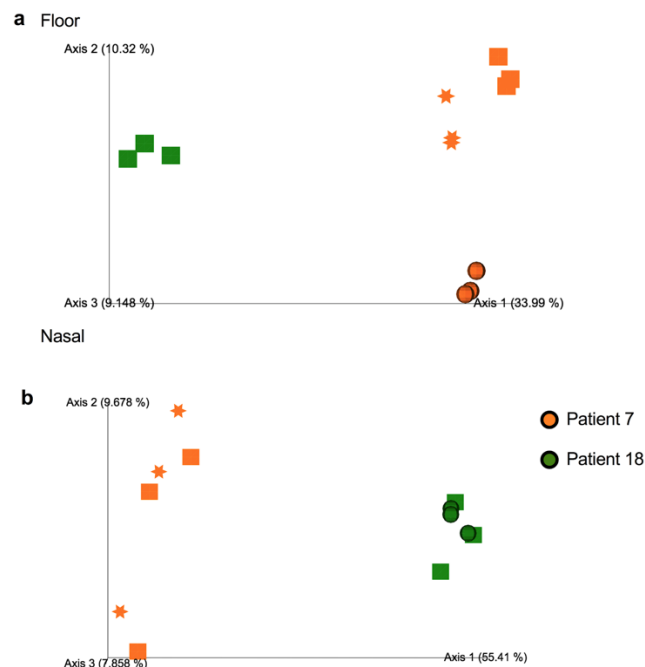 a Floor
Axis 2 (10.32 %)
Axis 3 (9.148 %)
Axis 1 (33.99 %)
Nasal
b
Axis 2 (9.678 %)
Patient 7
Patient 18
Axis 3 (7.858 %)
Axis 1 (55.41 %)